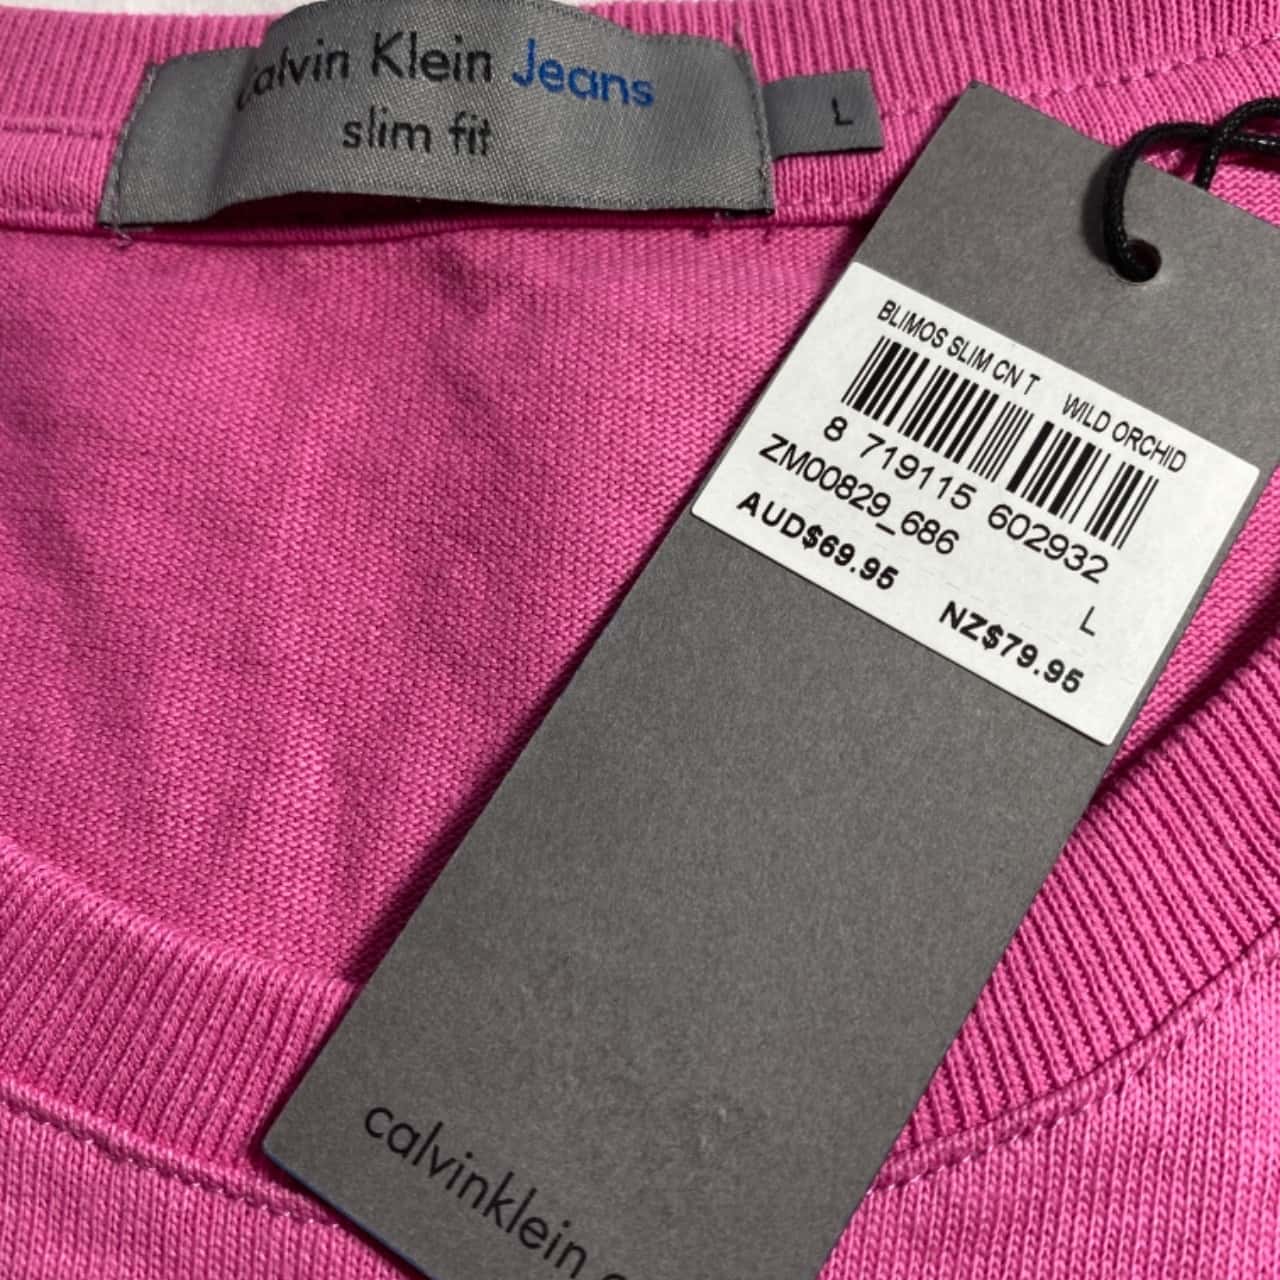 Calvin Klein Jeans
slim fit
L
BLIMOS SLIM CN T WILD ORCHID
8 719115 602932
ZM00829_686 L
AUD$69.95 NZ$79.95
calvinklein